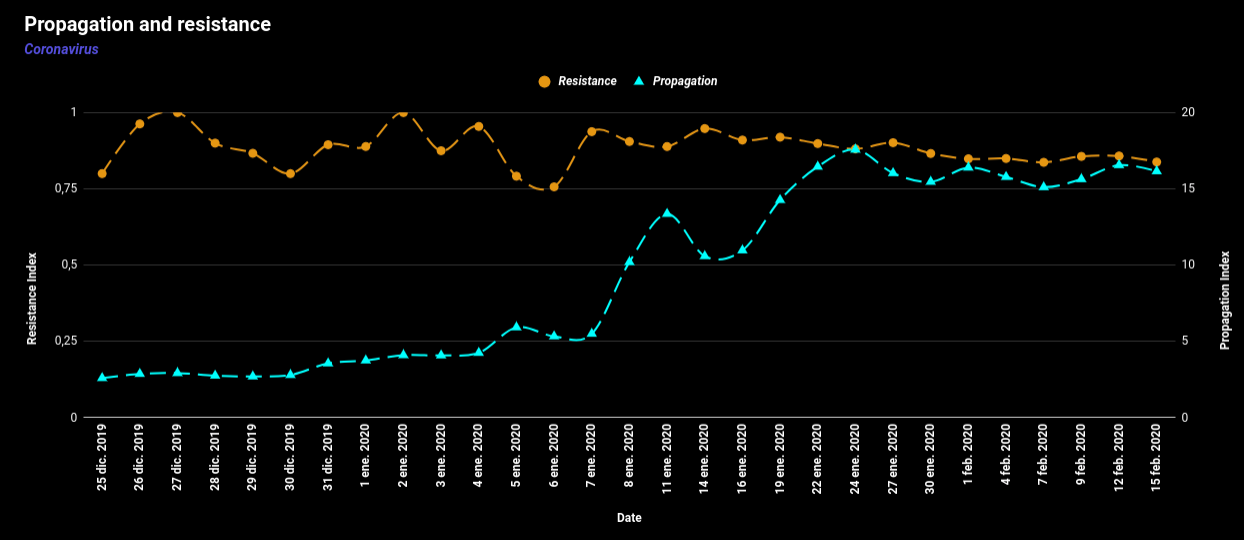 Propagation and resistance
Coronavirus
Resistance
Propagation
1
0,75
0,5
0,25
0
20
15
10
5
0
Resistance Index
Propagation Index
25 dic. 2019
26 dic. 2019
27 dic. 2019
28 dic. 2019
29 dic. 2019
30 dic. 2019
31 dic. 2019
1 ene. 2020
2 ene. 2020
3 ene. 2020
4 ene. 2020
5 ene. 2020
6 ene. 2020
7 ene. 2020
8 ene. 2020
11 ene. 2020
14 ene. 2020
16 ene. 2020
19 ene. 2020
22 ene. 2020
24 ene. 2020
27 ene. 2020
30 ene. 2020
1 feb. 2020
4 feb. 2020
7 feb. 2020
9 feb. 2020
12 feb. 2020
15 feb. 2020
Date